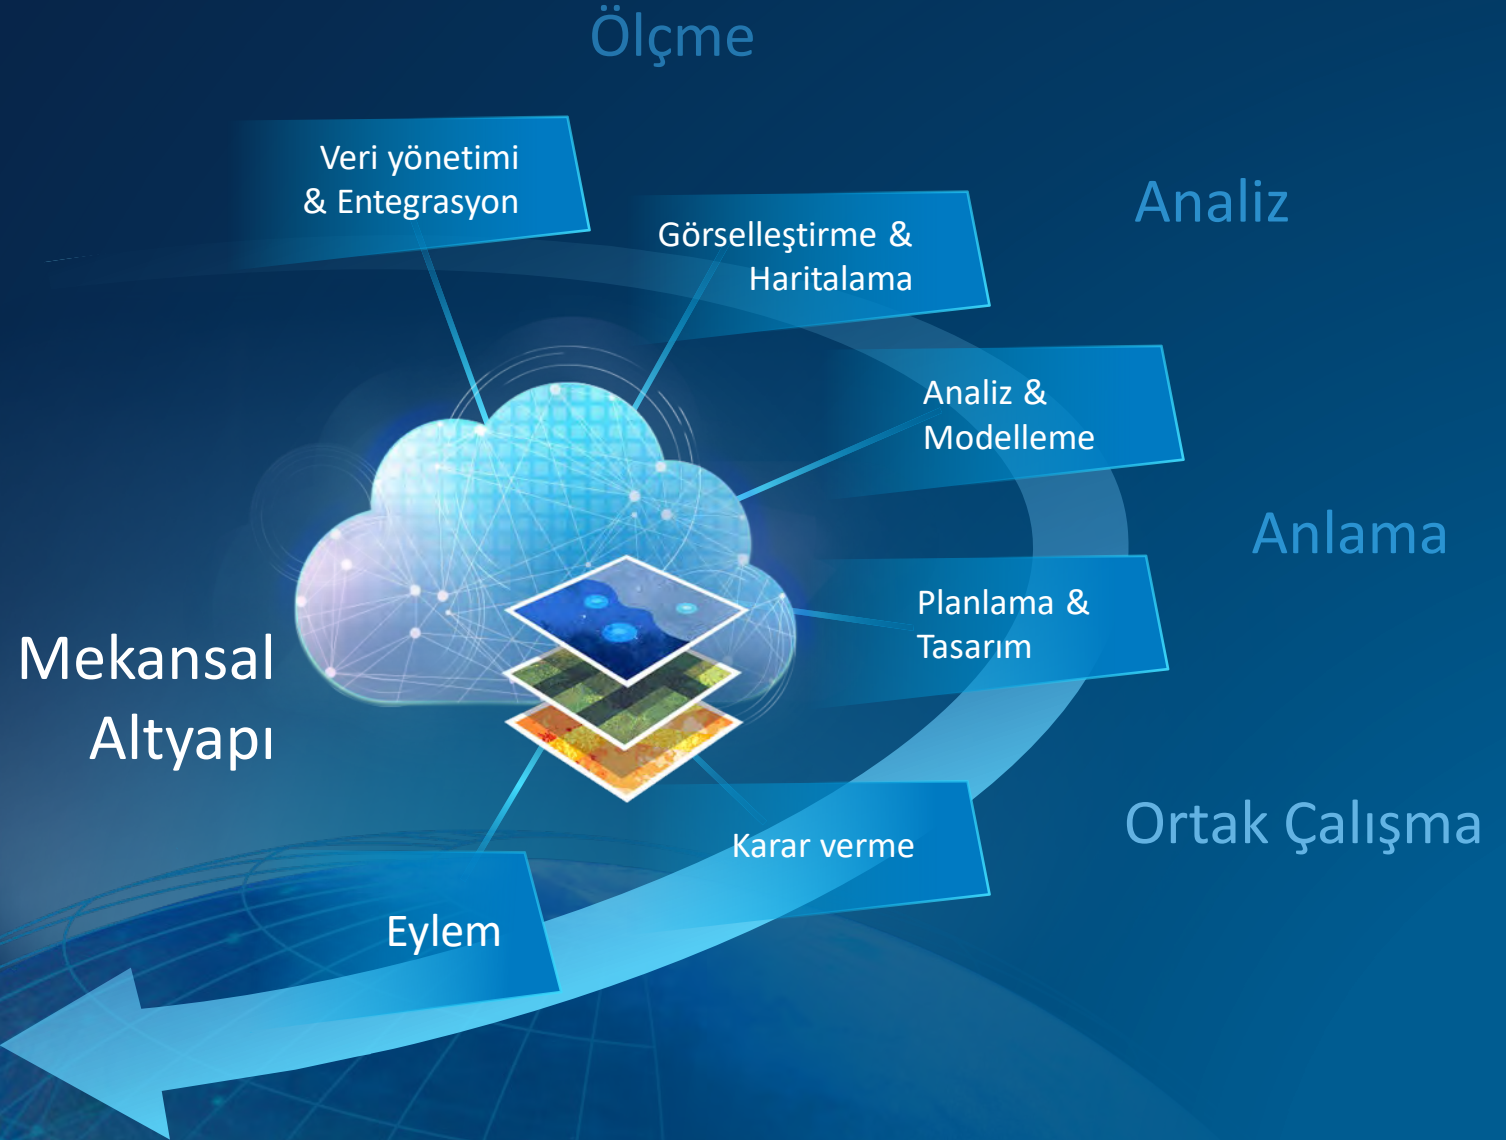 Ölçme
Veri yönetimi
& Entegrasyon
Analiz
Görselleştirme &
Haritalama
Analiz &
Modelleme
Anlama
Planlama &
Tasarım
Mekansal
Altyapı
Ortak Çalışma
Karar verme
Eylem